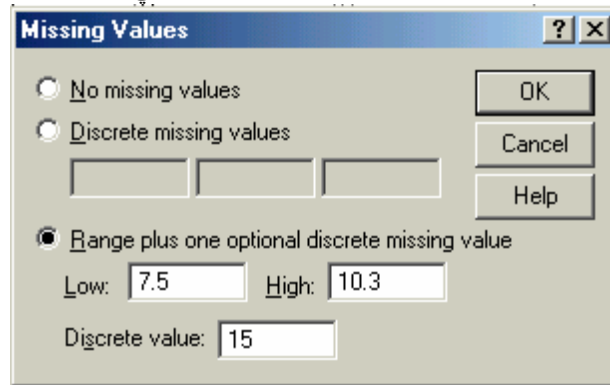 Missing Values
No missing values
OK
Discrete missing values
Cancel
Help
Range plus one optional discrete missing value
Low: 7.5 High: 10.3
Discrete value: 15